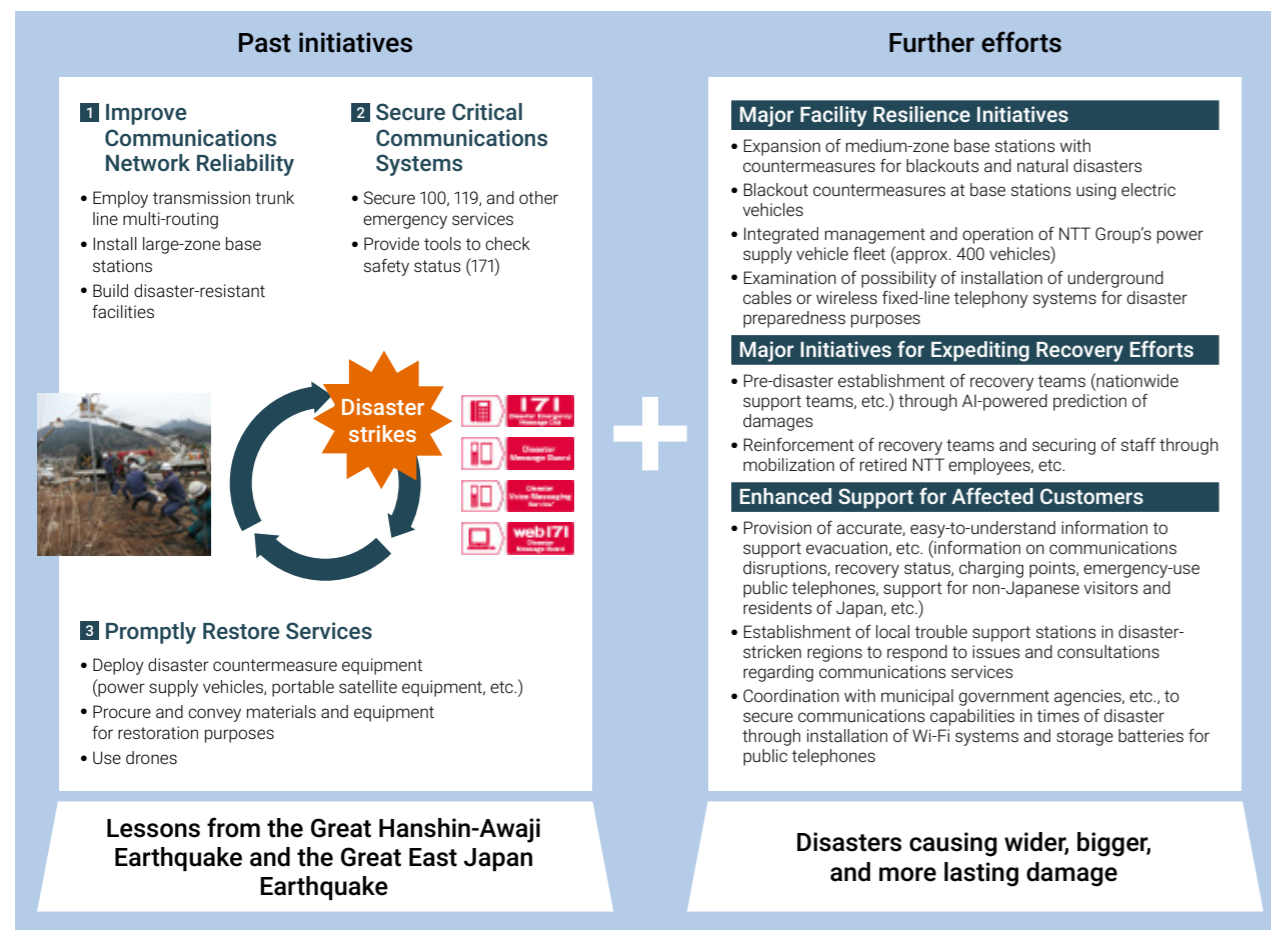 Past initiatives
1 Improve
Communications
Network Reliability
• Employ transmission trunk
line multi-routing
• Install large-zone base
stations
• Build disaster-resistant
facilities
2 Secure Critical
Communications
Systems
• Secure 100, 119, and other
emergency services
• Provide tools to check
safety status (171)
Disaster
strikes
171
Disaster Emergency
Message Dial
Disaster
Message Board
Disaster
Voice Messaging
Service*
web171
Disaster
Message Board
3 Promptly Restore Services
• Deploy disaster countermeasure equipment
(power supply vehicles, portable satellite equipment, etc.)
• Procure and convey materials and equipment
for restoration purposes
• Use drones
Lessons from the Great Hanshin-Awaji
Earthquake and the Great East Japan
Earthquake
+
Further efforts
Major Facility Resilience Initiatives
• Expansion of medium-zone base stations with
countermeasures for blackouts and natural disasters
• Blackout countermeasures at base stations using electric
vehicles
• Integrated management and operation of NTT Group's power
supply vehicle fleet (approx. 400 vehicles)
• Examination of possibility of installation of underground
cables or wireless fixed-line telephony systems for disaster
preparedness purposes
Major Initiatives for Expediting Recovery Efforts
• Pre-disaster establishment of recovery teams (nationwide
support teams, etc.) through AI-powered prediction of
damages
• Reinforcement of recovery teams and securing of staff through
mobilization of retired NTT employees, etc.
Enhanced Support for Affected Customers
• Provision of accurate, easy-to-understand information to
support evacuation, etc. (information on communications
disruptions, recovery status, charging points, emergency-use
public telephones, support for non-Japanese visitors and
residents of Japan, etc.)
• Establishment of local trouble support stations in disaster-
stricken regions to respond to issues and consultations
regarding communications services
• Coordination with municipal government agencies, etc., to
secure communications capabilities in times of disaster
through installation of Wi-Fi systems and storage batteries for
public telephones
Disasters causing wider, bigger,
and more lasting damage